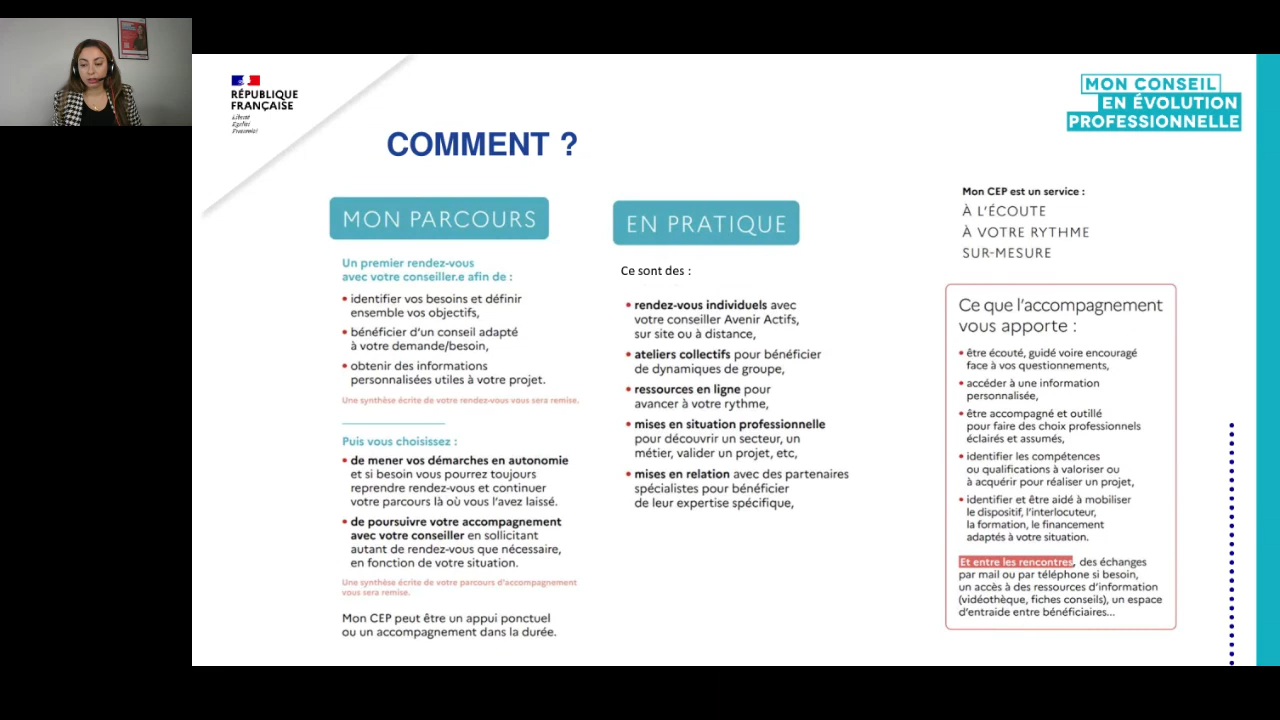 RÉPUBLIQUE
FRANÇAISE
Liberté
Égalité
Fraternité
MON CONSEIL
EN ÉVOLUTION
PROFESSIONNELLE
COMMENT ?
MON PARCOURS
Un premier rendez-vous
avec votre conseiller.e afin de :
• identifier vos besoins et définir
ensemble vos objectifs,
• bénéficier d'un conseil adapté
à votre demande/besoin,
• obtenir des informations
personnalisées utiles à votre projet.
Une synthèse écrite de votre rendez-vous vous sera remise.
Puis vous choisissez :
• de mener vos démarches en autonomie
et si besoin vous pourrez toujours
reprendre rendez-vous et continuer
votre parcours là où vous l'avez laissé.
• de poursuivre votre accompagnement
avec votre conseiller en sollicitant
autant de rendez-vous que nécessaire,
en fonction de votre situation.
Une synthèse écrite de votre parcours d'accompagnement
vous sera remise.
Mon CEP peut être un appui ponctuel
ou un accompagnement dans la durée.
EN PRATIQUE
Ce sont des :
• rendez-vous individuels avec
votre conseiller Avenir Actifs,
sur site ou à distance,
• ateliers collectifs pour bénéficier
de dynamiques de groupe,
• ressources en ligne pour
avancer à votre rythme,
• mises en situation professionnelle
pour découvrir un secteur, un
métier, valider un projet, etc,
• mises en relation avec des partenaires
spécialistes pour bénéficier
de leur expertise spécifique,
Mon CEP est un service :
À L'ÉCOUTE
À VOTRE RYTHME
SUR-MESURE
Ce que l'accompagnement
vous apporte :
• être écouté, guidé voire encouragé
face à vos questionnements,
• accéder à une information
personnalisée,
• être accompagné et outillé
pour faire des choix professionnels
éclairés et assumés,
• identifier les compétences
ou qualifications à valoriser ou
à acquérir pour réaliser un projet,
• identifier et être aidé à mobiliser
le dispositif, l'interlocuteur,
la formation, le financement
adaptés à votre situation.
Et entre les rencontres, des échanges
par mail ou par téléphone si besoin,
un accès à des ressources d'information
(vidéothèque, fiches conseils), un espace
d'entraide entre bénéficiaires...